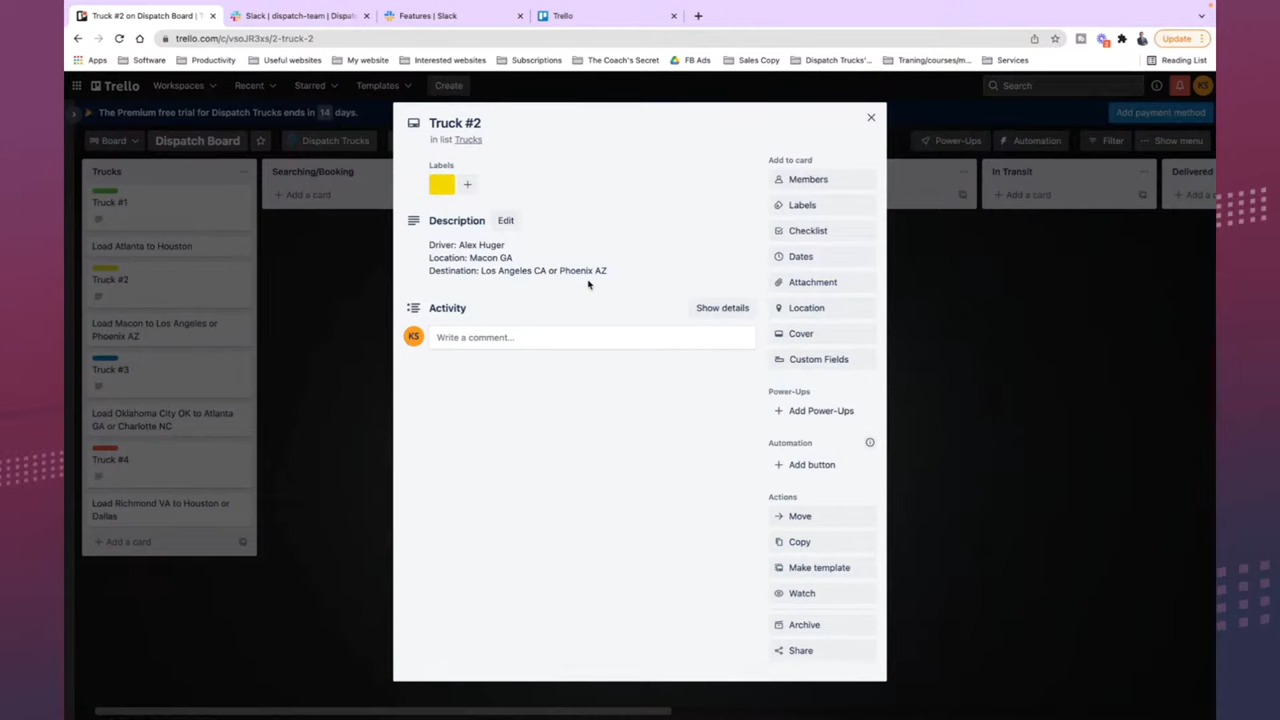 Truck #2 on Dispatch Board | T
Slack | dispatch-team | Dispat
Features | Slack
Trello
trello.com/c/vsoJR3xs/2-truck-2
Update
Apps
Software
Productivity
Useful websites
My website
Interested websites
Subscriptions
The Coach's Secret
FB Ads
Sales Copy
Dispatch Trucks'...
Traning/courses/m...
Services
Reading List
Trello
Workspaces
Recent
Starred
Templates
Create
Search
KS
The Premium free trial for Dispatch Trucks ends in 14 days.
Add payment method
Board
Dispatch Board
Dispatch Trucks
Power-Ups
Automation
Filter
Show menu
Trucks
Truck #1
Load Atlanta to Houston
Truck #2
Load Macon to Los Angeles or
Phoenix AZ
Truck #3
Load Oklahoma City OK to Atlanta
GA or Charlotte NC
Truck #4
Load Richmond VA to Houston or
Dallas
+ Add a card
Searching/Booking
+ Add a card
In Transit
+ Add a card
Delivered
+ Add a c
Truck #2
in list Trucks
Labels
+
Description
Edit
Driver: Alex Huger
Location: Macon GA
Destination: Los Angeles CA or Phoenix AZ
Activity
Show details
KS
Write a comment...
Add to card
Members
Labels
Checklist
Dates
Attachment
Location
Cover
Custom Fields
Power-Ups
+ Add Power-Ups
Automation
+ Add button
Actions
Move
Copy
Make template
Watch
Archive
Share